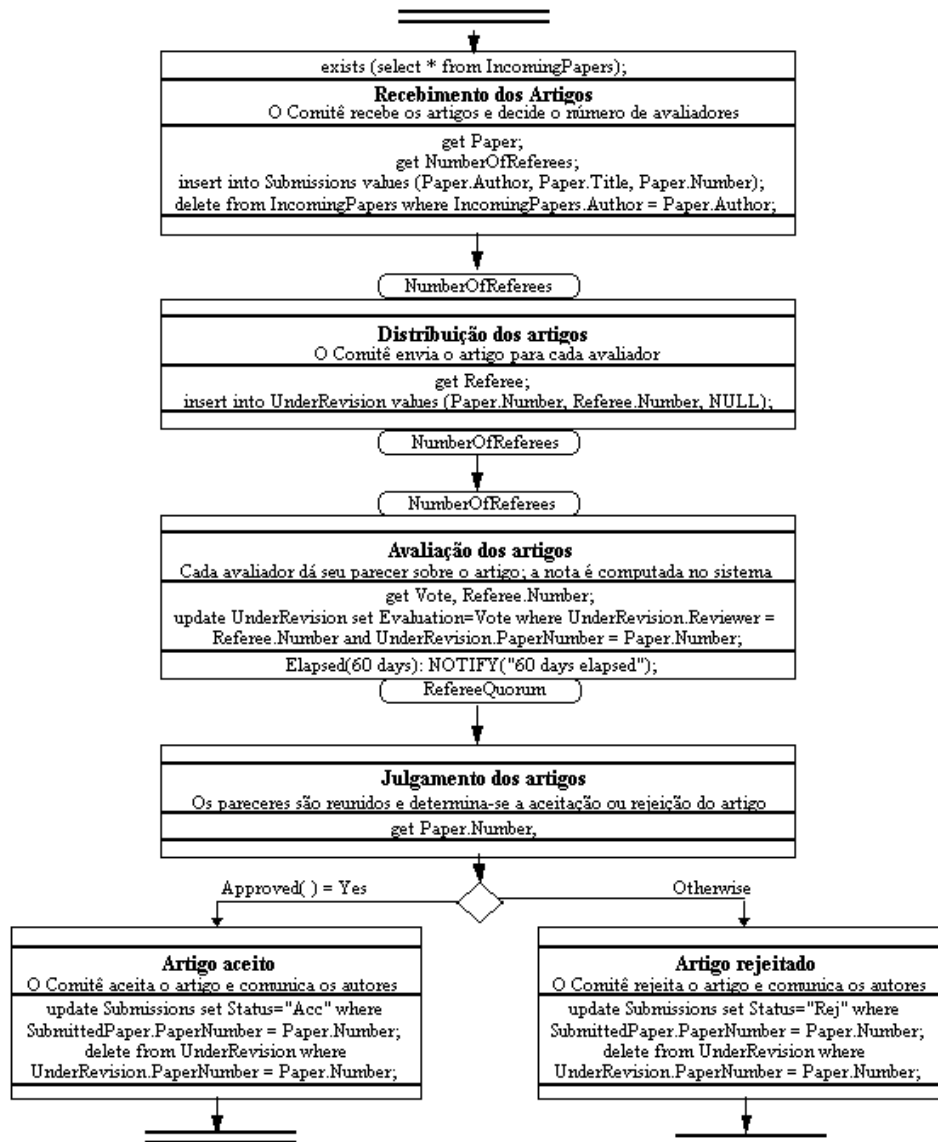 exists (select * from IncomingPapers);
Recebimento dos Artigos
O Comitê recebe os artigos e decide o número de avaliadores
get Paper;
get NumberOfReferees;
insert into Submissions values (Paper.Author, Paper.Title, Paper.Number);
delete from IncomingPapers where IncomingPapers.Author = Paper.Author;
NumberOfReferees
Distribuição dos artigos
O Comitê envia o artigo para cada avaliador
get Referee;
insert into UnderRevision values (Paper.Number, Referee.Number, NULL);
NumberOfReferees
NumberOfReferees
Avaliação dos artigos
Cada avaliador dá seu parecer sobre o artigo; a nota é computada no sistema
get Vote, Referee.Number;
update UnderRevision set Evaluation=Vote where UnderRevision.Reviewer =
Referee.Number and UnderRevision.PaperNumber = Paper.Number;
Elapsed(60 days): NOTIFY("60 days elapsed");
RefereeQuorum
Julgamento dos artigos
Os pareceres são reunidos e determina-se a aceitação ou rejeição do artigo
get Paper.Number,
Approved( ) = Yes
Otherwise
Artigo aceito
O Comitê aceita o artigo e comunica os autores
update Submissions set Status="Acc" where
SubmittedPaper.PaperNumber = Paper.Number;
delete from UnderRevision where
UnderRevision.PaperNumber = Paper.Number;
Artigo rejeitado
O Comitê rejeita o artigo e comunica os autores
update Submissions set Status="Rej" where
SubmittedPaper.PaperNumber = Paper.Number;
delete from UnderRevision where
UnderRevision.PaperNumber = Paper.Number;